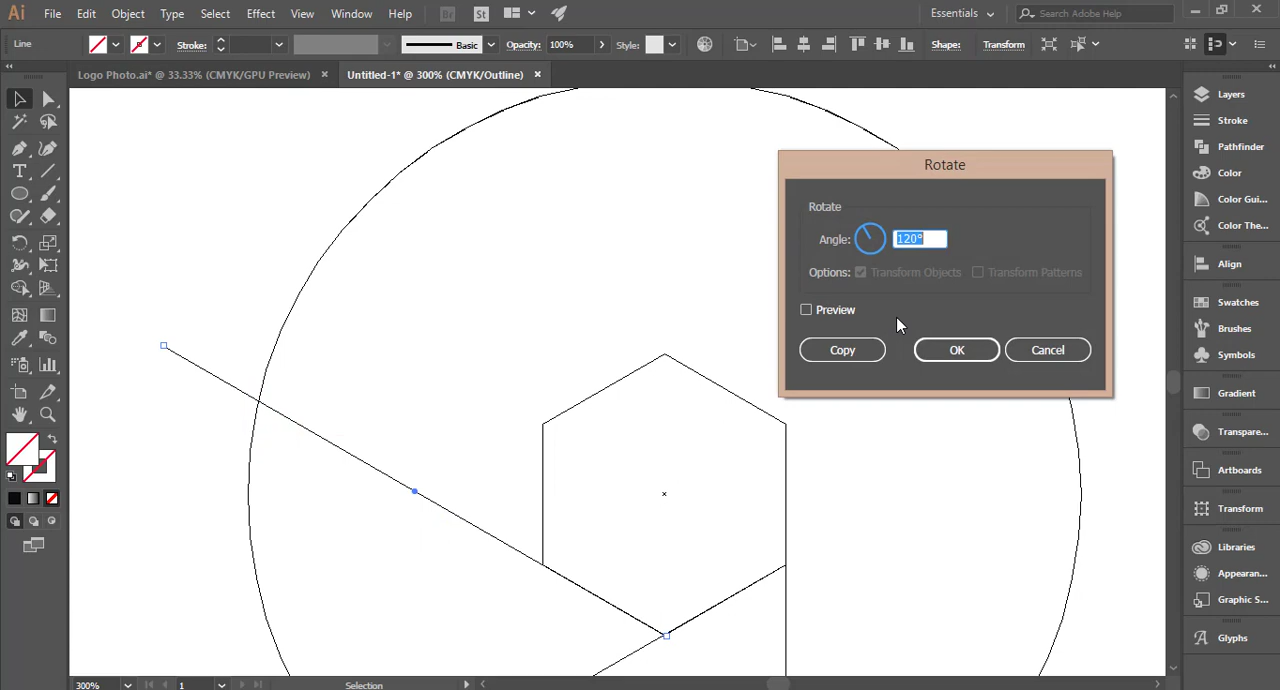 Ai File Edit Object Type Select Effect View Window Help Br St Essentials Search Adobe Help
Line Stroke: Basic Opacity: 100% Style: Shape: Transform
Logo Photo.ai* @ 33.33% (CMYK/GPU Preview) × Untitled-1* @ 300% (CMYK/Outline) ×
Layers
Stroke
Pathfinder
Color
Color Gui...
Color The...
Align
Swatches
Brushes
Symbols
Gradient
Transpare...
Artboards
Transform
Libraries
Appearan...
Graphic S...
Glyphs
Rotate
Rotate
Angle: 120°
Options: Transform Objects Transform Patterns
Preview
Copy OK Cancel
300% 1 Selection